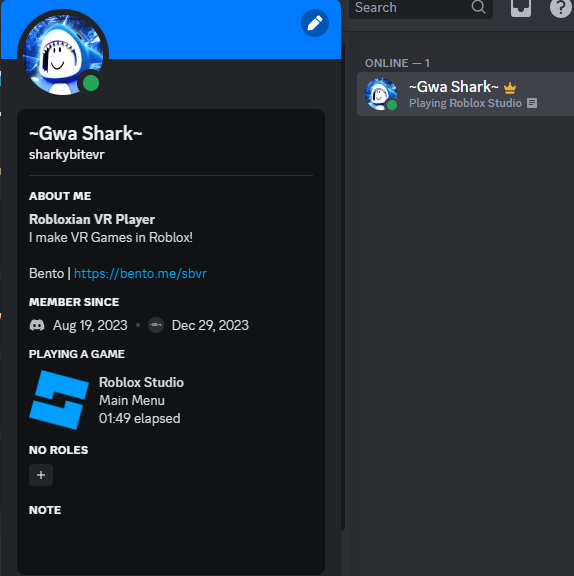 ~Gwa Shark~
sharkybitevr
ABOUT ME
Robloxian VR Player
I make VR Games in Roblox!
Bento | https://bento.me/sbvr
MEMBER SINCE
Aug 19, 2023 • Dec 29, 2023
PLAYING A GAME
Roblox Studio
Main Menu
01:49 elapsed
NO ROLES
+
NOTE
Search
?
ONLINE — 1
~Gwa Shark~
Playing Roblox Studio